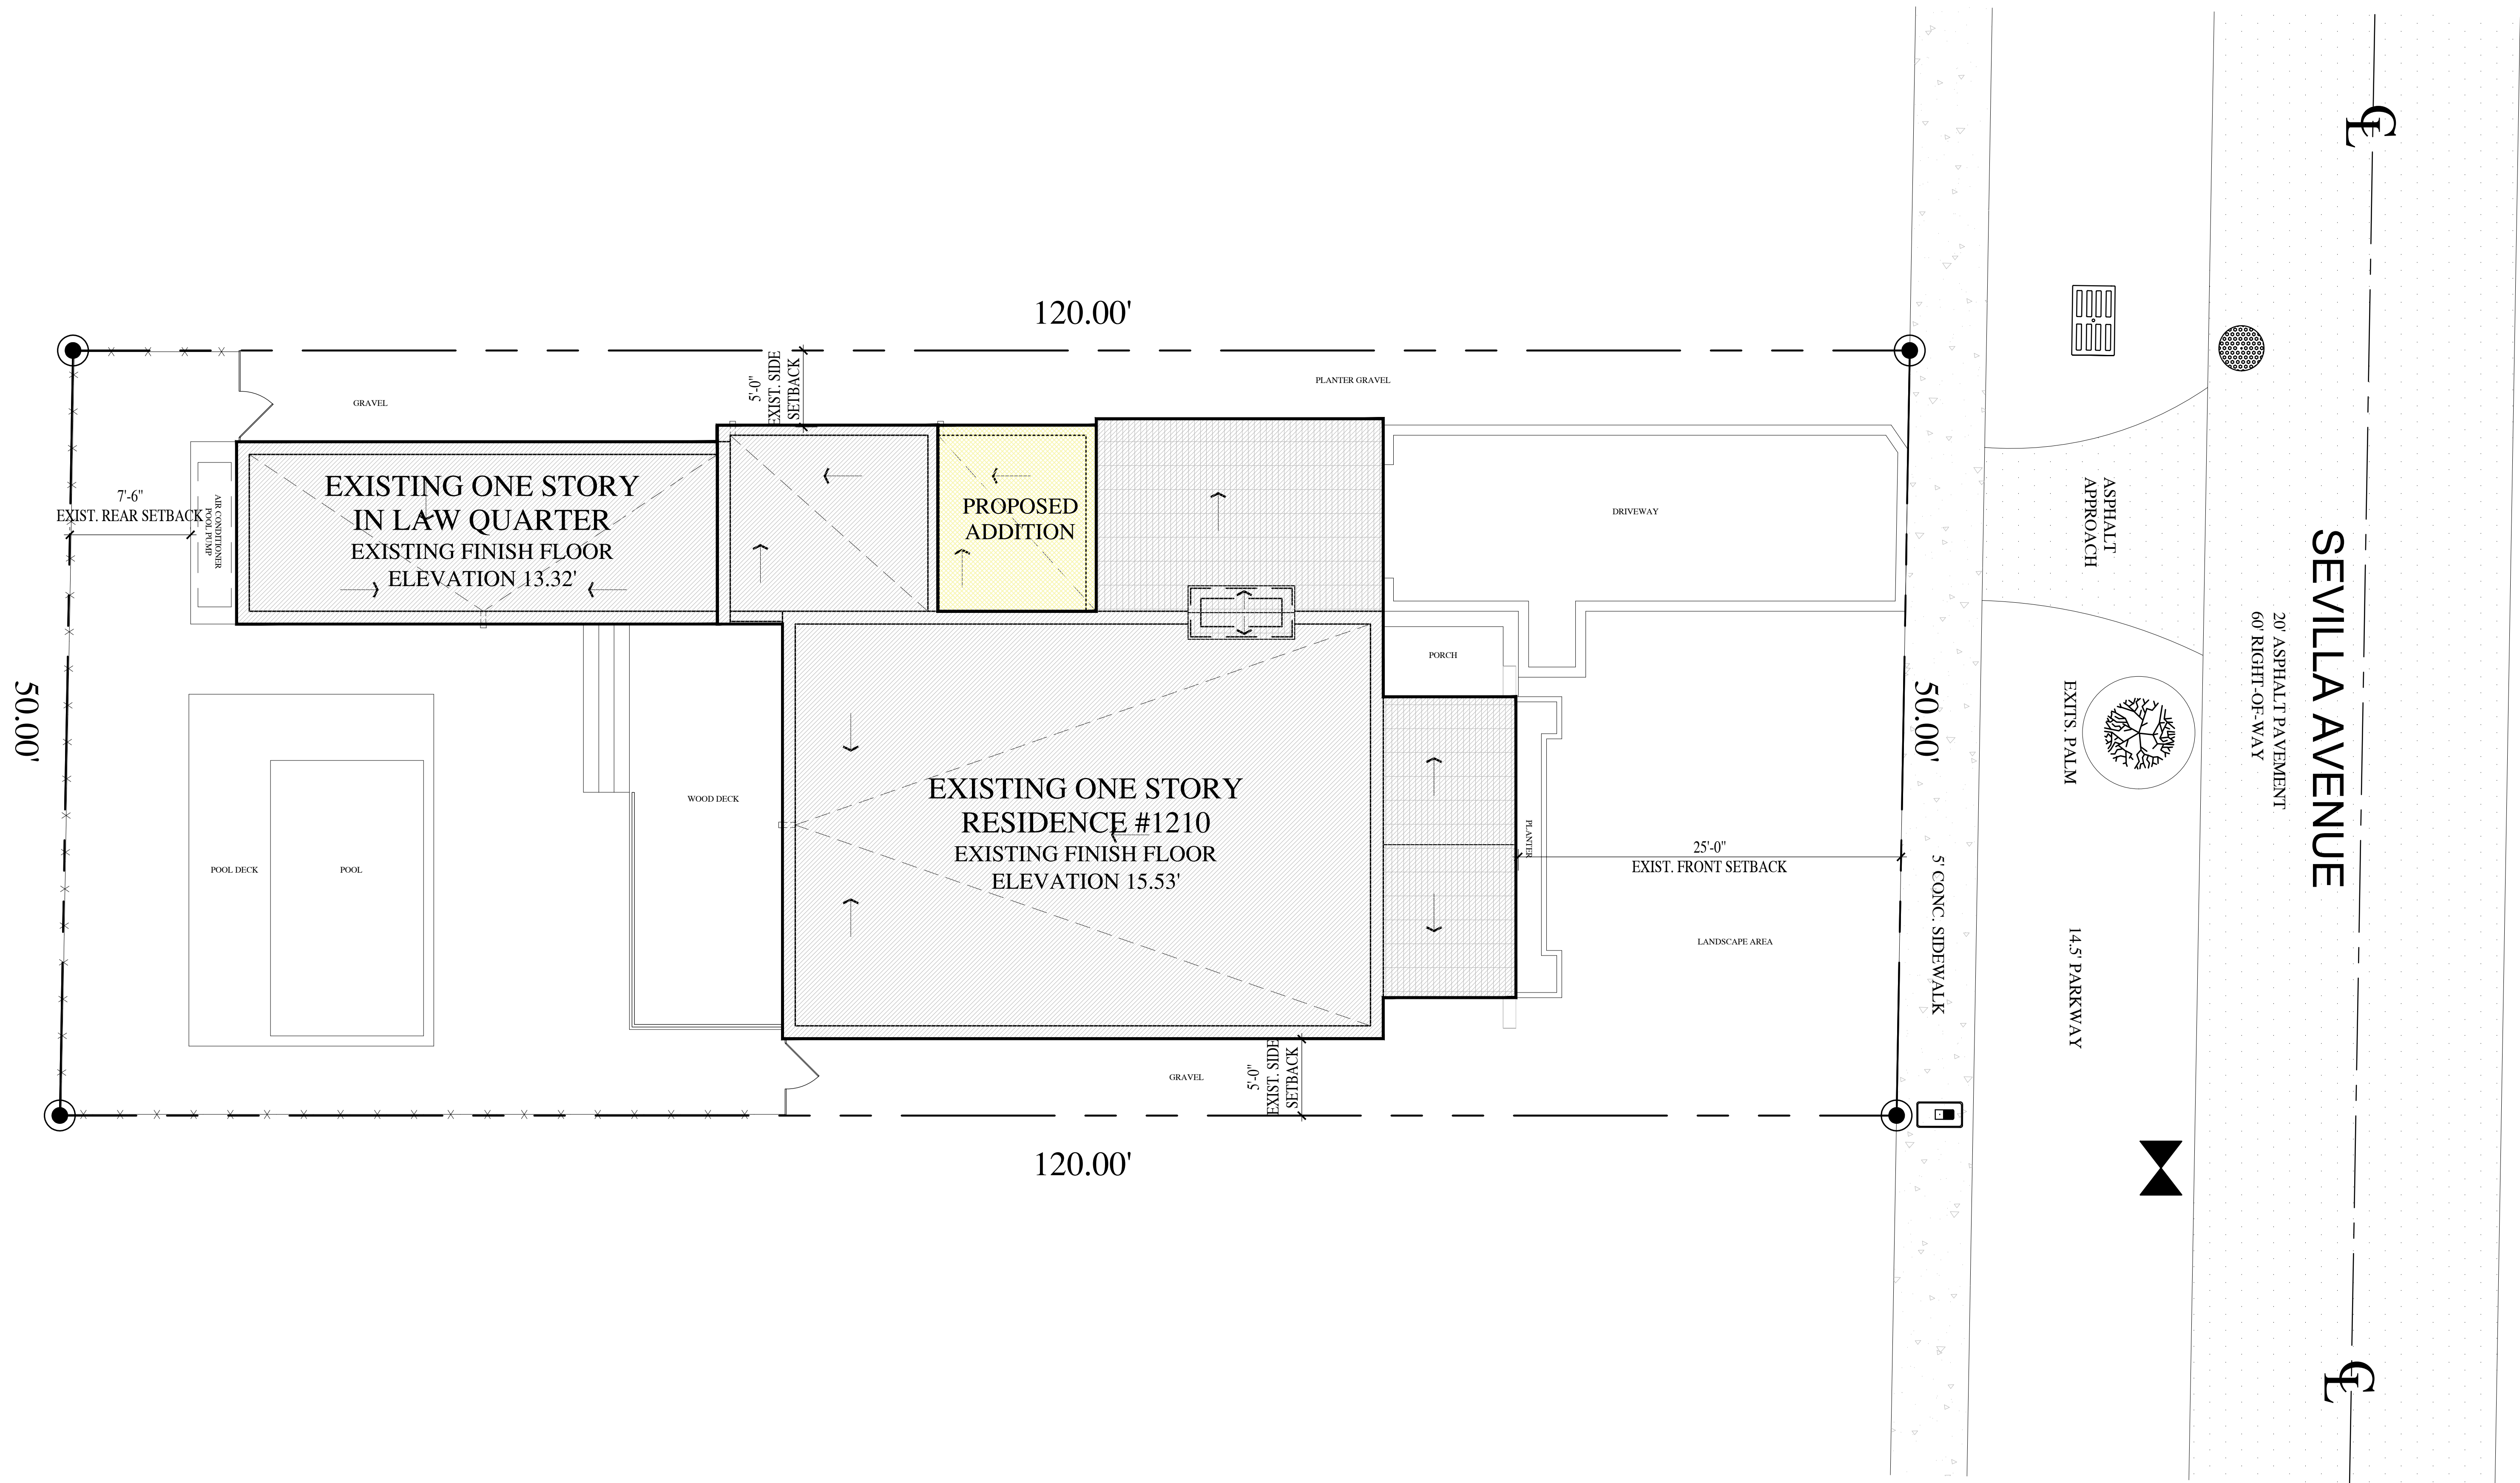 120.00'
PLANTER GRAVEL
GRAVEL
5'-0"
EXIST. SIDE
SETBACK
EXISTING ONE STORY
IN LAW QUARTER
EXISTING FINISH FLOOR
ELEVATION 13.32'
7'-6"
EXIST. REAR SETBACK
AIR CONDITIONER
POOL PUMP
PROPOSED
ADDITION
DRIVEWAY
ASPHALT
APPROACH
PORCH
50.00'
WOOD DECK
POOL DECK
POOL
EXISTING ONE STORY
RESIDENCE #1210
EXISTING FINISH FLOOR
ELEVATION 15.53'
PLANTER
25'-0"
EXIST. FRONT SETBACK
LANDSCAPE AREA
50.00'
5' CONC. SIDEWALK
EXITS. PALM
14.5' PARKWAY
20' ASPHALT PAVEMENT
60' RIGHT-OF-WAY
SEVILLA AVENUE
CL
CL
GRAVEL
5'-0"
EXIST. SIDE
SETBACK
120.00'